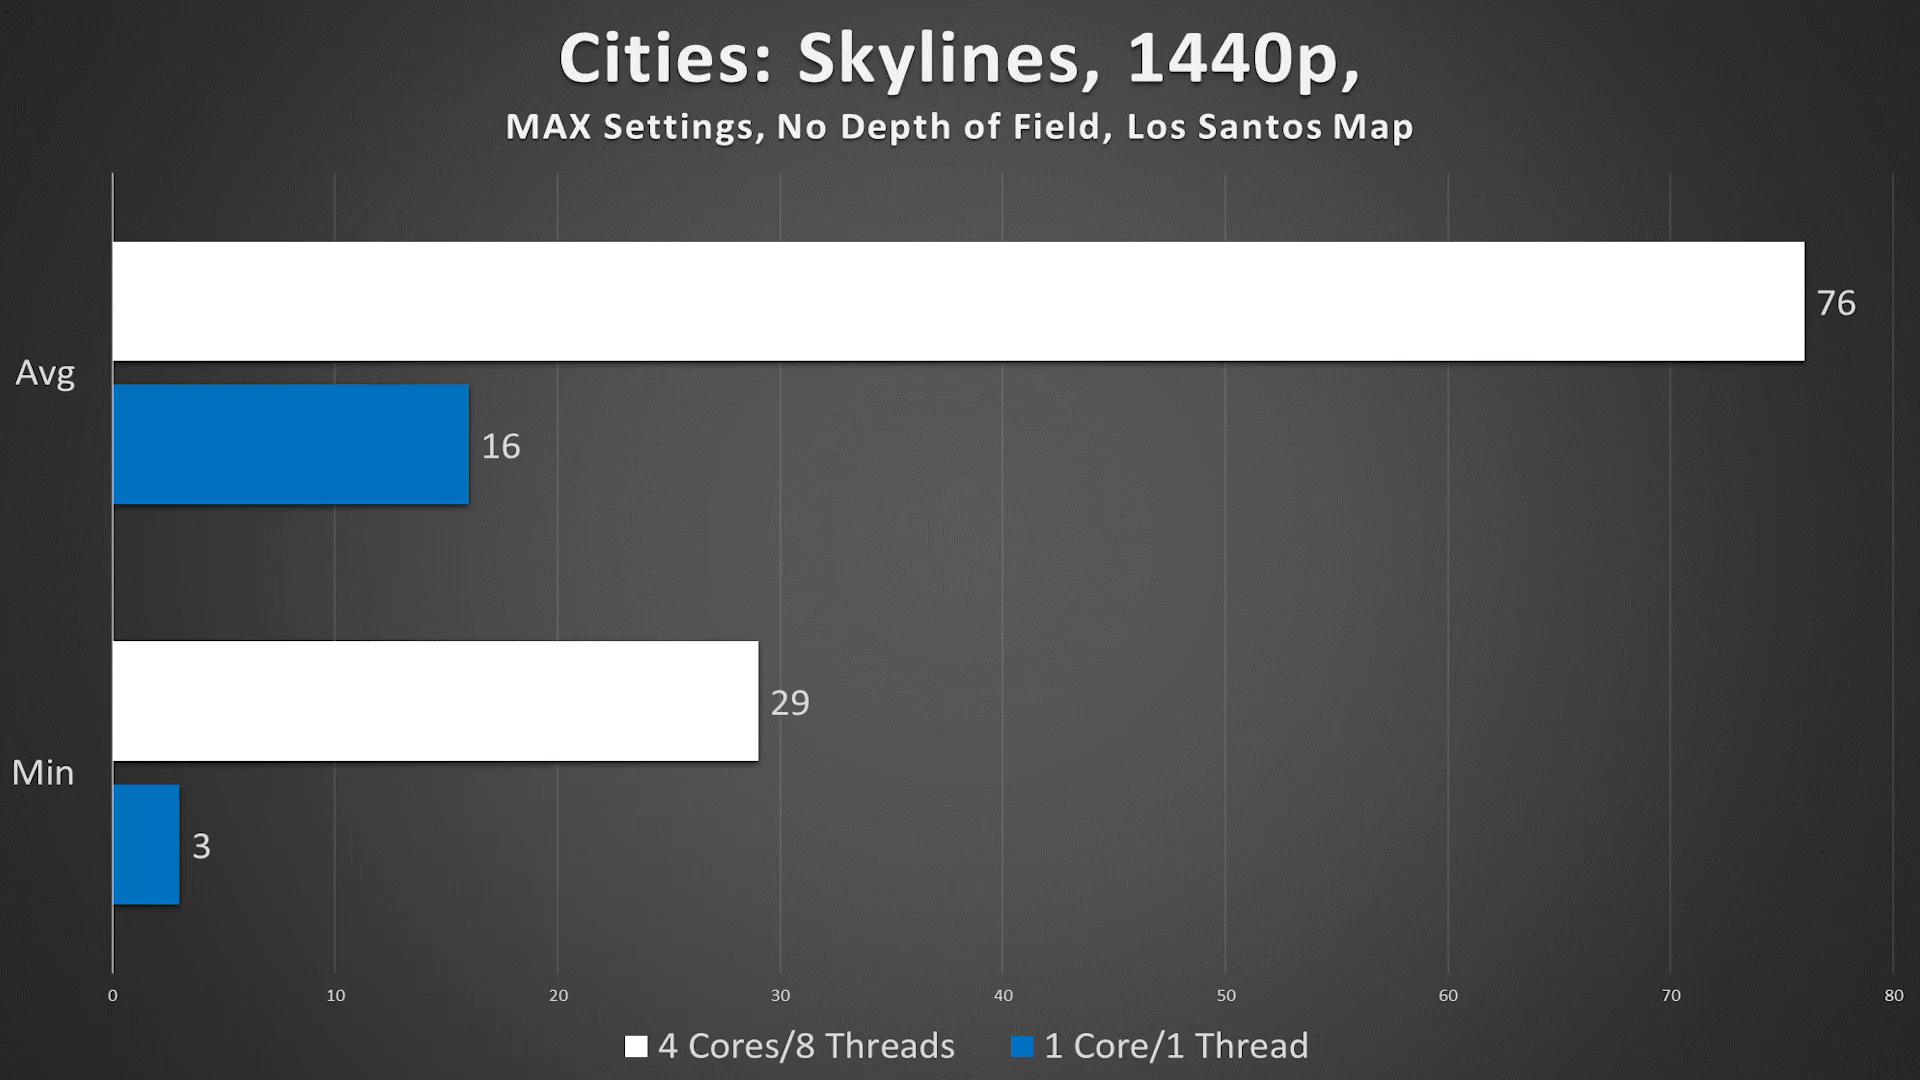 Cities: Skylines, 1440p,
MAX Settings, No Depth of Field, Los Santos Map
76
Avg
16
29
Min
3
0 10 20 30 40 50 60 70 80
4 Cores/8 Threads 1 Core/1 Thread